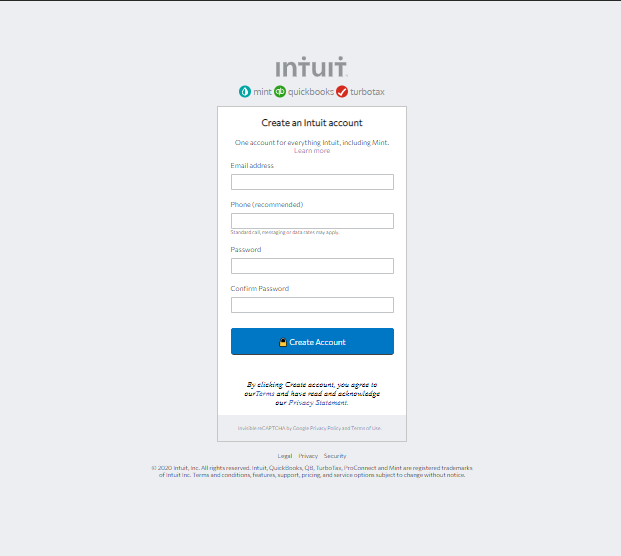 intuit
mint quickbooks turbotax
Create an Intuit account
One account for everything Intuit, including Mint.
Learn more
Email address
Phone (recommended)
Standard call, messaging or data rates may apply.
Password
Confirm Password
Create Account
By clicking Create account, you agree to
ourTerms and have read and acknowledge
our Privacy Statement.
Invisible reCAPTCHA by Google Privacy Policy and Terms of Use.
Legal Privacy Security
© 2020 Intuit, Inc. All rights reserved. Intuit, QuickBooks, QB, TurboTax, ProConnect and Mint are registered trademarks
of Intuit Inc. Terms and conditions, features, support, pricing, and service options subject to change without notice.